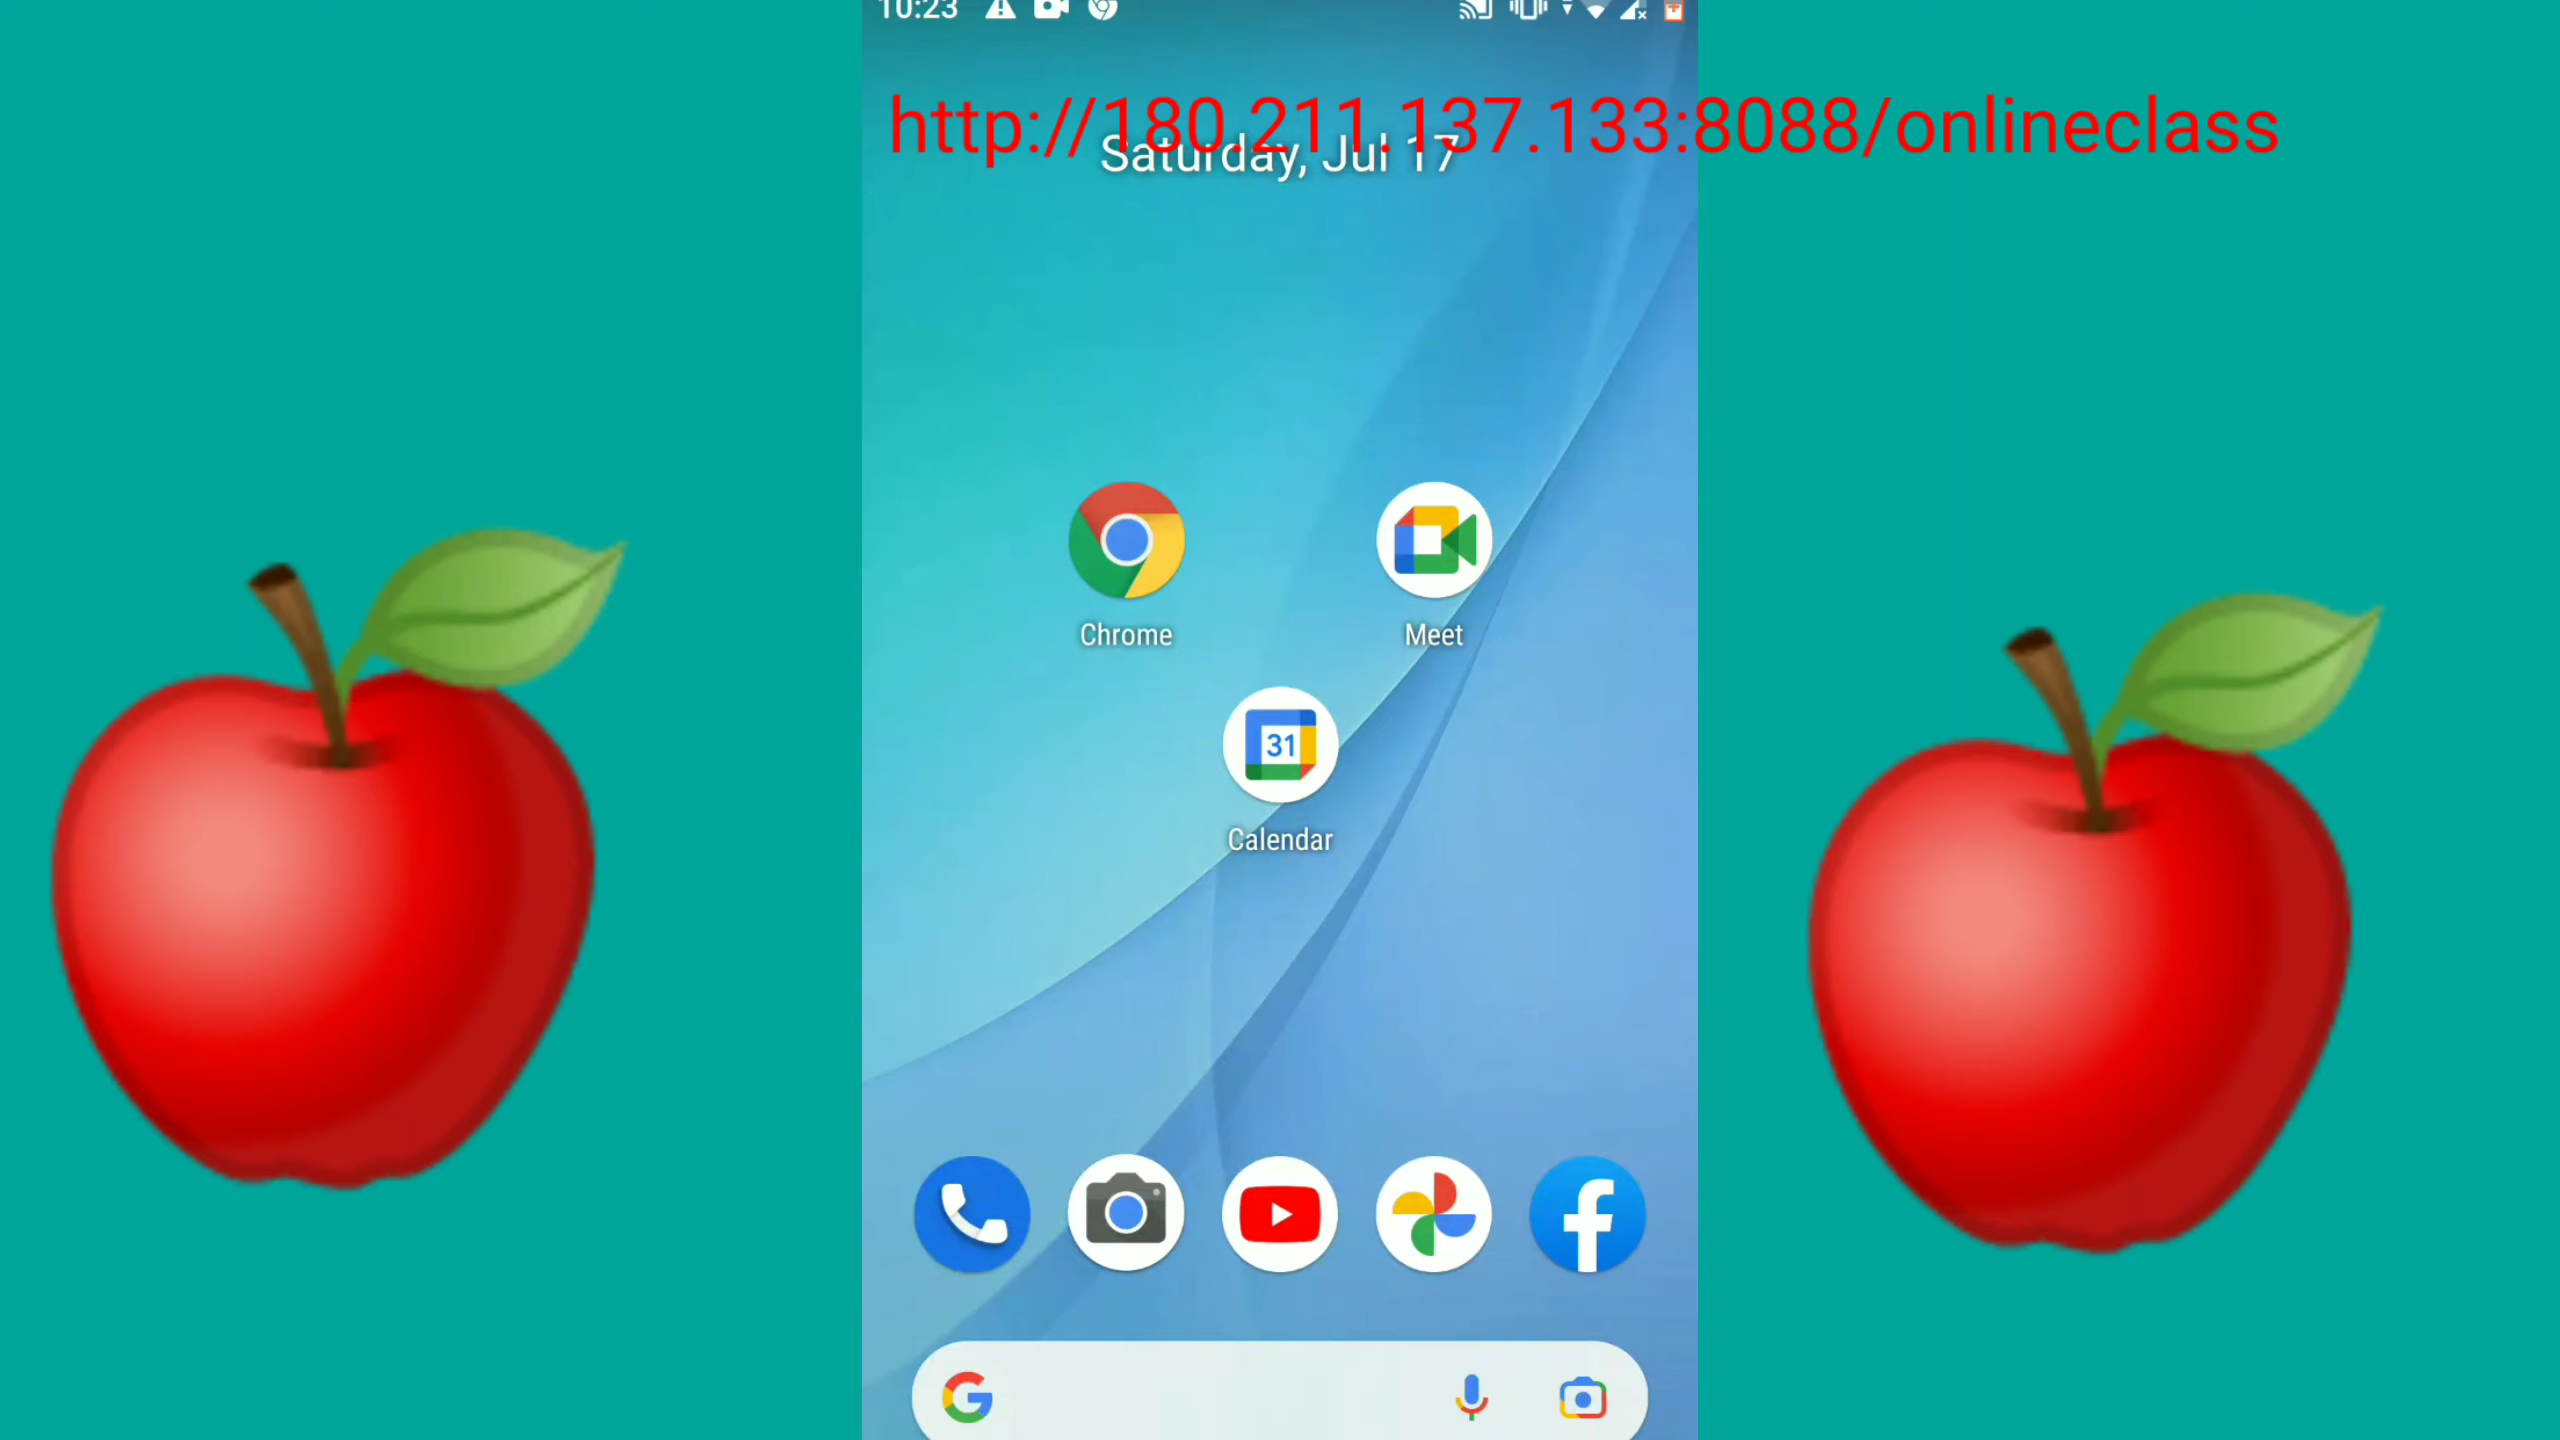 10:23
http://180.211.137.133:8088/onlineclass
Saturday, Jul 17
Chrome
Meet
31
Calendar